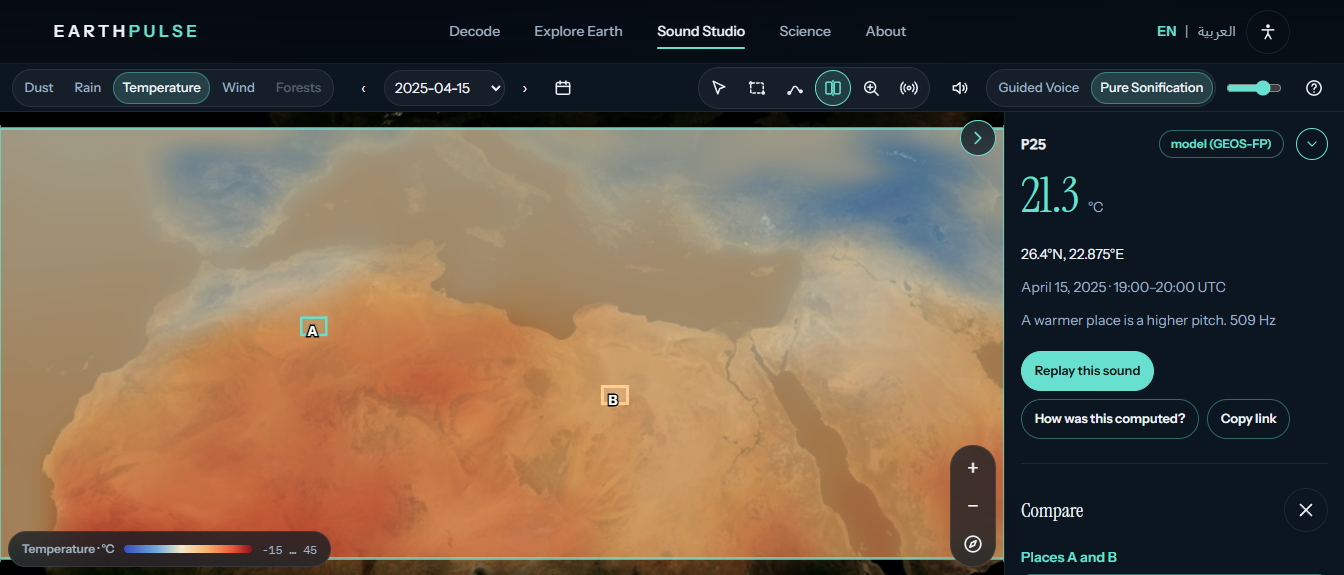 EARTHPULSE
Decode
Explore Earth
Sound Studio
Science
About
EN | العربية
Dust
Rain
Temperature
Wind
Forests
‹
2025-04-15
›
Guided Voice
Pure Sonification
P25
model (GEOS-FP)
21.3 °C
26.4°N, 22.875°E
April 15, 2025 · 19:00–20:00 UTC
A warmer place is a higher pitch. 509 Hz
Replay this sound
How was this computed?
Copy link
Compare
Places A and B
A
B
+
−
Temperature · °C
-15 … 45